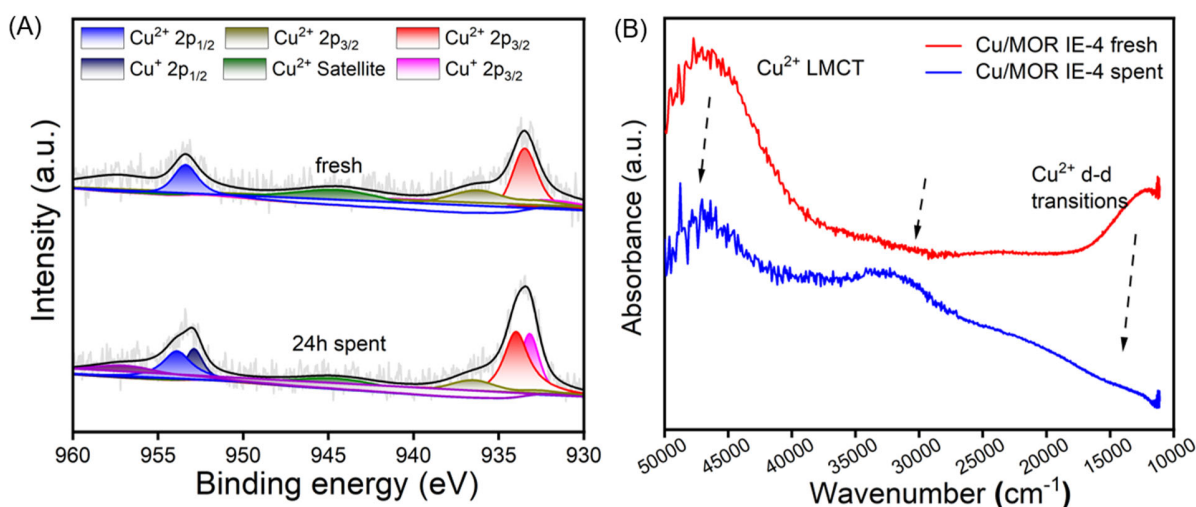 (A)
Cu²⁺ 2p₁/₂ Cu²⁺ 2p₃/₂ Cu²⁺ 2p₃/₂
Cu⁺ 2p₁/₂ Cu²⁺ Satellite Cu⁺ 2p₃/₂
fresh
24h spent
Intensity (a.u.)
960 955 950 945 940 935 930
Binding energy (eV)
(B)
Cu/MOR IE-4 fresh
Cu/MOR IE-4 spent
Cu²⁺ LMCT
Cu²⁺ d-d
transitions
Absorbance (a.u.)
50000 45000 40000 35000 30000 25000 20000 15000 10000
Wavenumber (cm⁻¹)